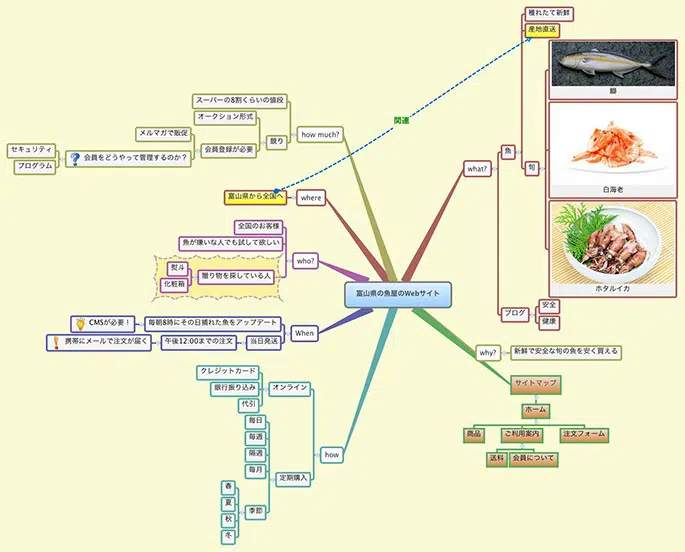 富山県の魚屋のWebサイト
what?
魚
穫れたて新鮮
産地直送
旬
鰤
白海老
ホタルイカ
ブログ
安全
健康
why?
新鮮で安全な旬の魚を安く買える
サイトマップ
ホーム
商品
ご利用案内
注文フォーム
送料
会員について
関連
how much?
スーパーの8割くらいの値段
競り
オークション形式
会員登録が必要
メルマガで販促
会員をどうやって管理するのか？
セキュリティ
プログラム
where
富山県から全国へ
who?
全国のお客様
魚が嫌いな人でも試して欲しい
贈り物を探している人
熨斗
化粧箱
When
毎朝8時にその日捕れた魚をアップデート
CMSが必要！
当日発送
午後12:00までの注文
携帯にメールで注文が届く
how
オンライン
クレジットカード
銀行振り込み
代引
定期購入
毎日
毎週
隔週
毎月
季節
春
夏
秋
冬